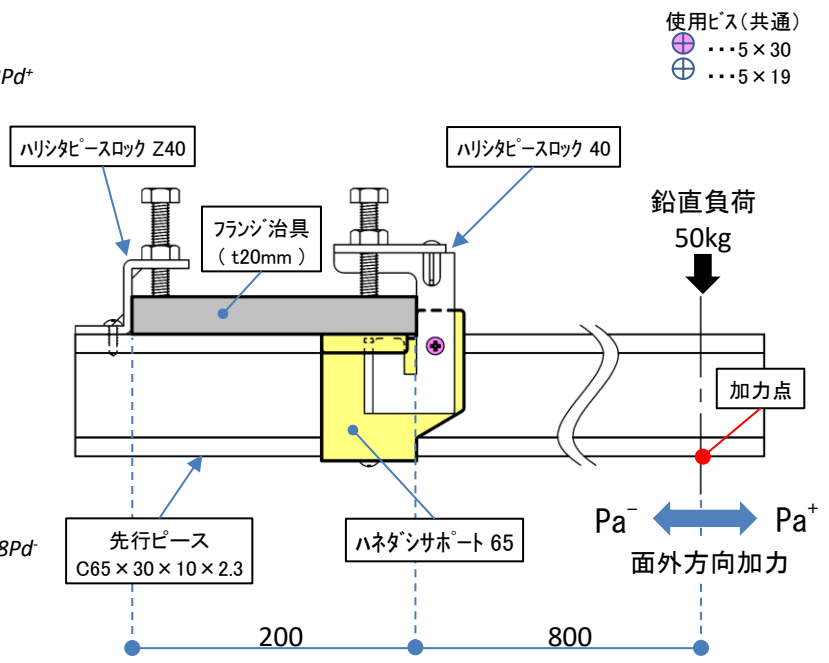 使用ﾋﾞｽ（共通）
･･･5×30
･･･5×19
Pd⁺
ﾊﾘｼﾀﾋﾟｰｽﾛｯｸ Z40
ﾊﾘｼﾀﾋﾟｰｽﾛｯｸ 40
ﾌﾗﾝｼﾞ治具
（ t20mm ）
鉛直負荷
50kg
加力点
Pa⁻
Pa⁺
面外方向加力
8Pd⁻
先行ピース
C65×30×10×2.3
ﾊﾈﾀﾞｼｻﾎﾟｰﾄ 65
200
800